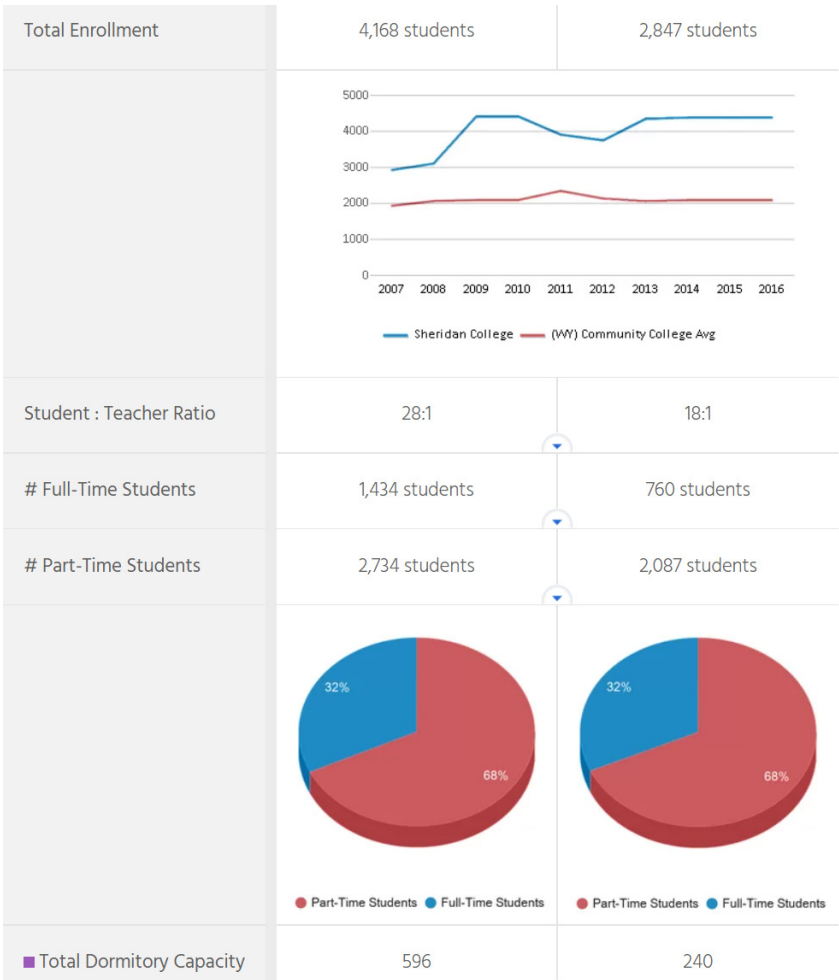 Total Enrollment 4,168 students 2,847 students
5000
4000
3000
2000
1000
0
2007 2008 2009 2010 2011 2012 2013 2014 2015 2016
Sheridan College (WY) Community College Avg
Student : Teacher Ratio 28:1 18:1
# Full-Time Students 1,434 students 760 students
# Part-Time Students 2,734 students 2,087 students
32% 32%
68% 68%
Part-Time Students Full-Time Students Part-Time Students Full-Time Students
Total Dormitory Capacity 596 240